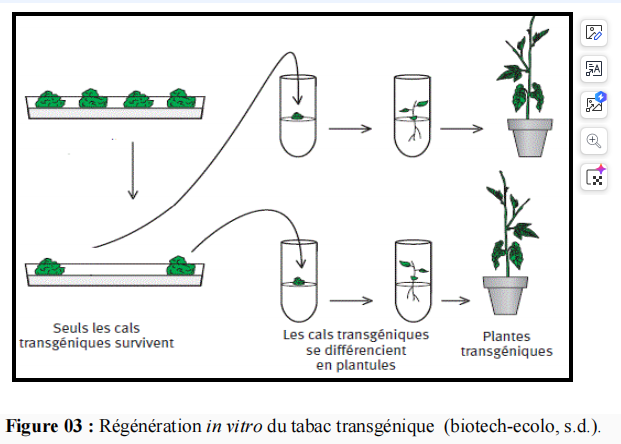 Seuls les cals
transgéniques survivent
Les cals transgéniques
se différencient
en plantules
Plantes
transgéniques
Figure 03 : Régénération in vitro du tabac transgénique (biotech-ecolo, s.d.).